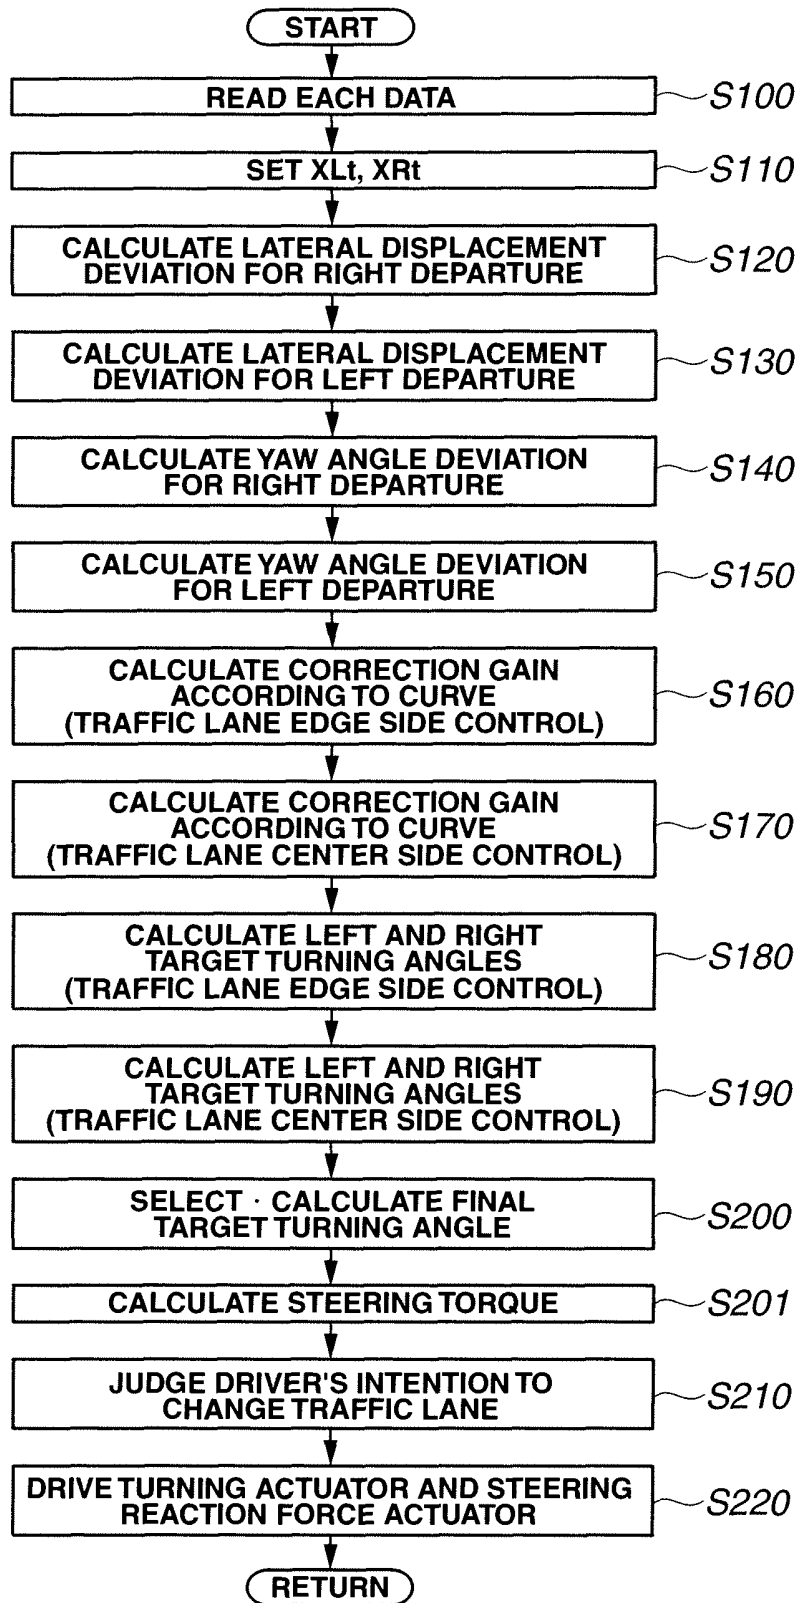 START
READ EACH DATA
S100
SET XLt, XRt
S110
CALCULATE LATERAL DISPLACEMENT
DEVIATION FOR RIGHT DEPARTURE
S120
CALCULATE LATERAL DISPLACEMENT
DEVIATION FOR LEFT DEPARTURE
S130
CALCULATE YAW ANGLE DEVIATION
FOR RIGHT DEPARTURE
S140
CALCULATE YAW ANGLE DEVIATION
FOR LEFT DEPARTURE
S150
CALCULATE CORRECTION GAIN
ACCORDING TO CURVE
(TRAFFIC LANE EDGE SIDE CONTROL)
S160
CALCULATE CORRECTION GAIN
ACCORDING TO CURVE
(TRAFFIC LANE CENTER SIDE CONTROL)
S170
CALCULATE LEFT AND RIGHT
TARGET TURNING ANGLES
(TRAFFIC LANE EDGE SIDE CONTROL)
S180
CALCULATE LEFT AND RIGHT
TARGET TURNING ANGLES
(TRAFFIC LANE CENTER SIDE CONTROL)
S190
SELECT · CALCULATE FINAL
TARGET TURNING ANGLE
S200
CALCULATE STEERING TORQUE
S201
JUDGE DRIVER'S INTENTION TO
CHANGE TRAFFIC LANE
S210
DRIVE TURNING ACTUATOR AND STEERING
REACTION FORCE ACTUATOR
S220
RETURN